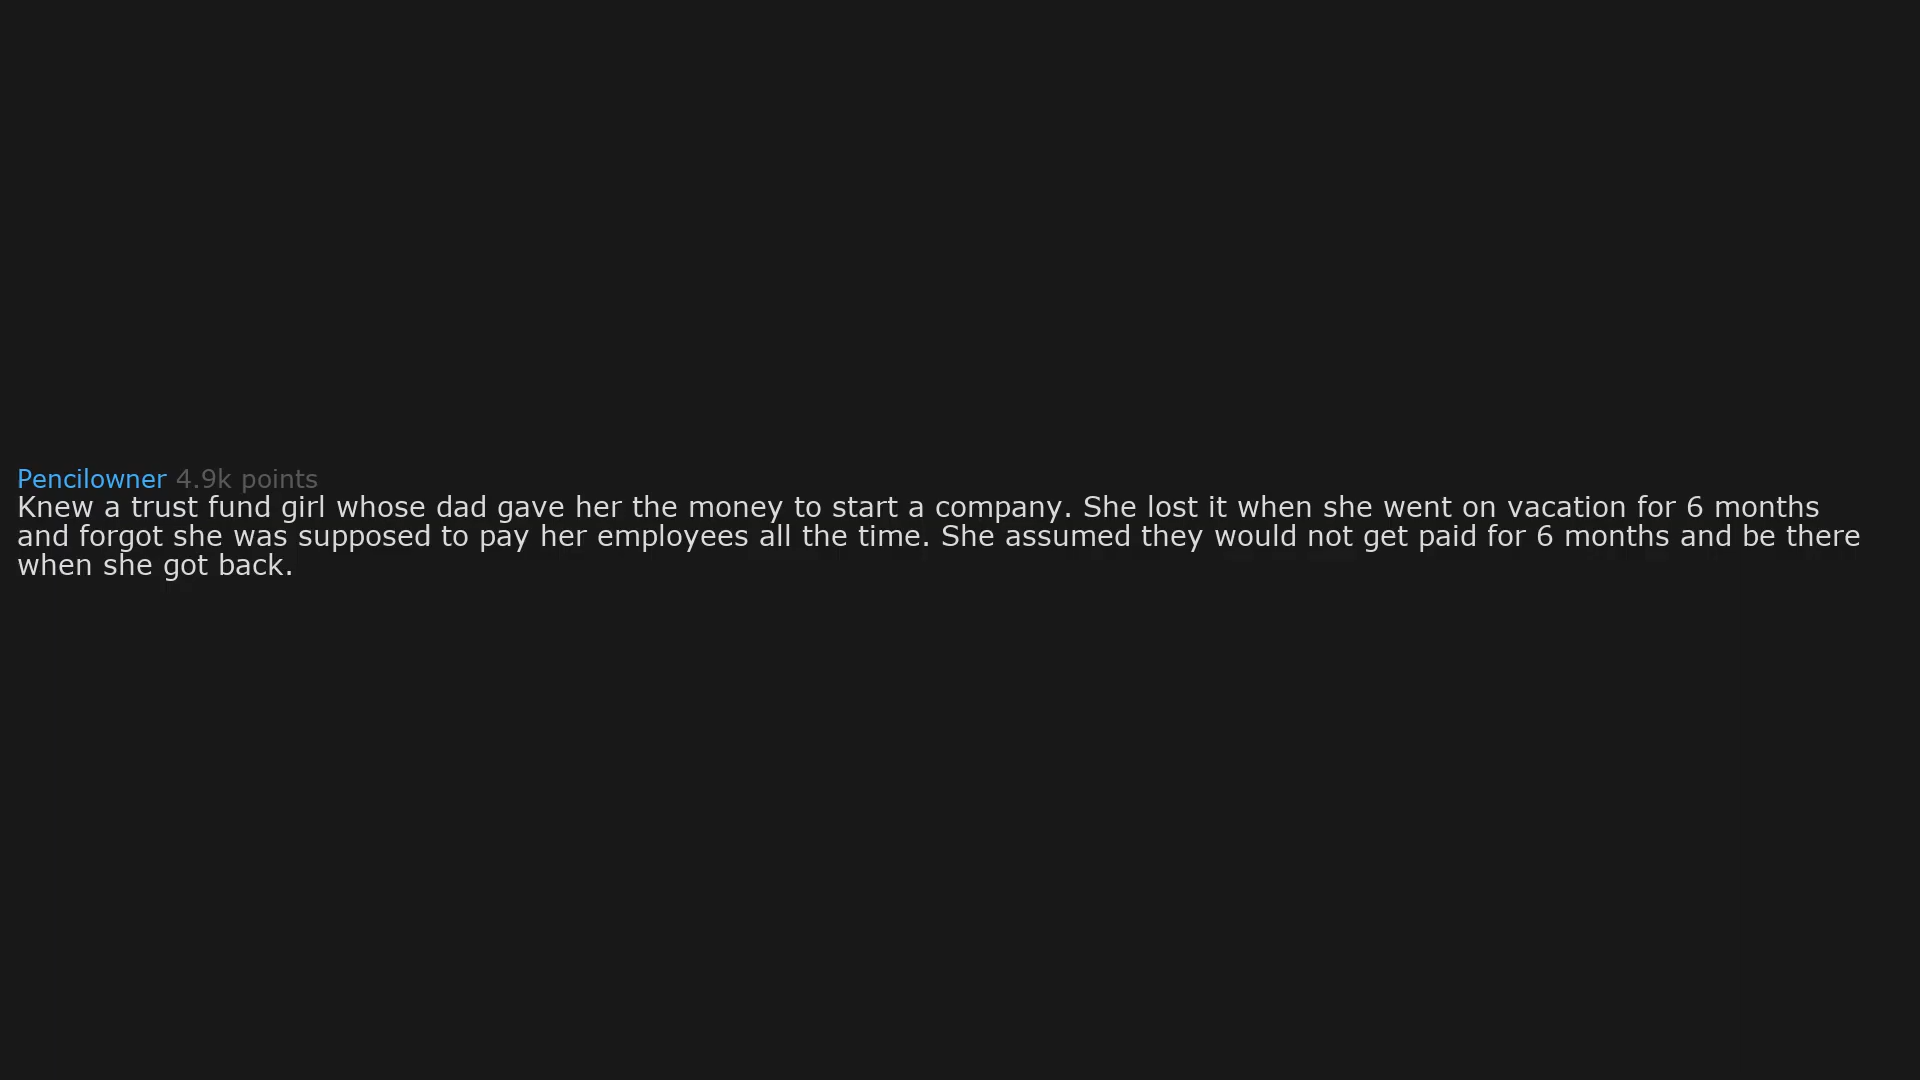 Pencilowner 4.9k points
Knew a trust fund girl whose dad gave her the money to start a company. She lost it when she went on vacation for 6 months
and forgot she was supposed to pay her employees all the time. She assumed they would not get paid for 6 months and be there
when she got back.